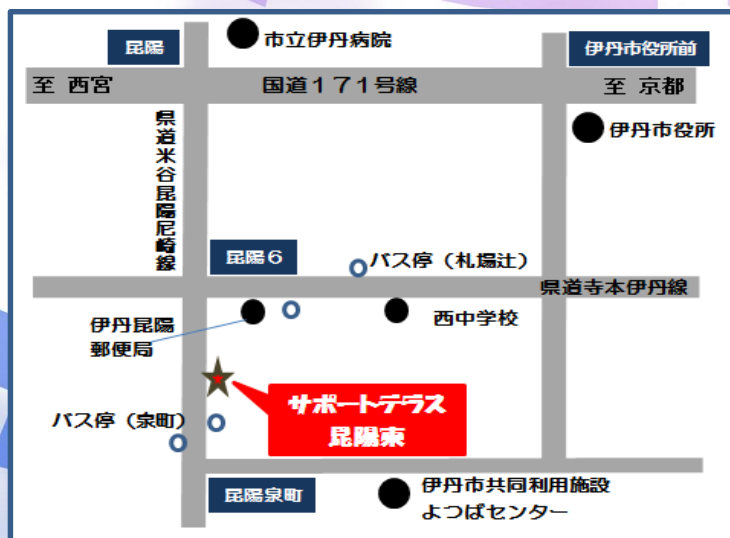 昆陽
市立伊丹病院
伊丹市役所前
至 西宮
国道171号線
至 京都
県道米谷昆陽尼崎線
伊丹市役所
昆陽6
バス停（札場辻）
県道寺本伊丹線
伊丹昆陽
郵便局
西中学校
サポートテラス
昆陽東
バス停（泉町）
昆陽泉町
伊丹市共同利用施設
よつばセンター